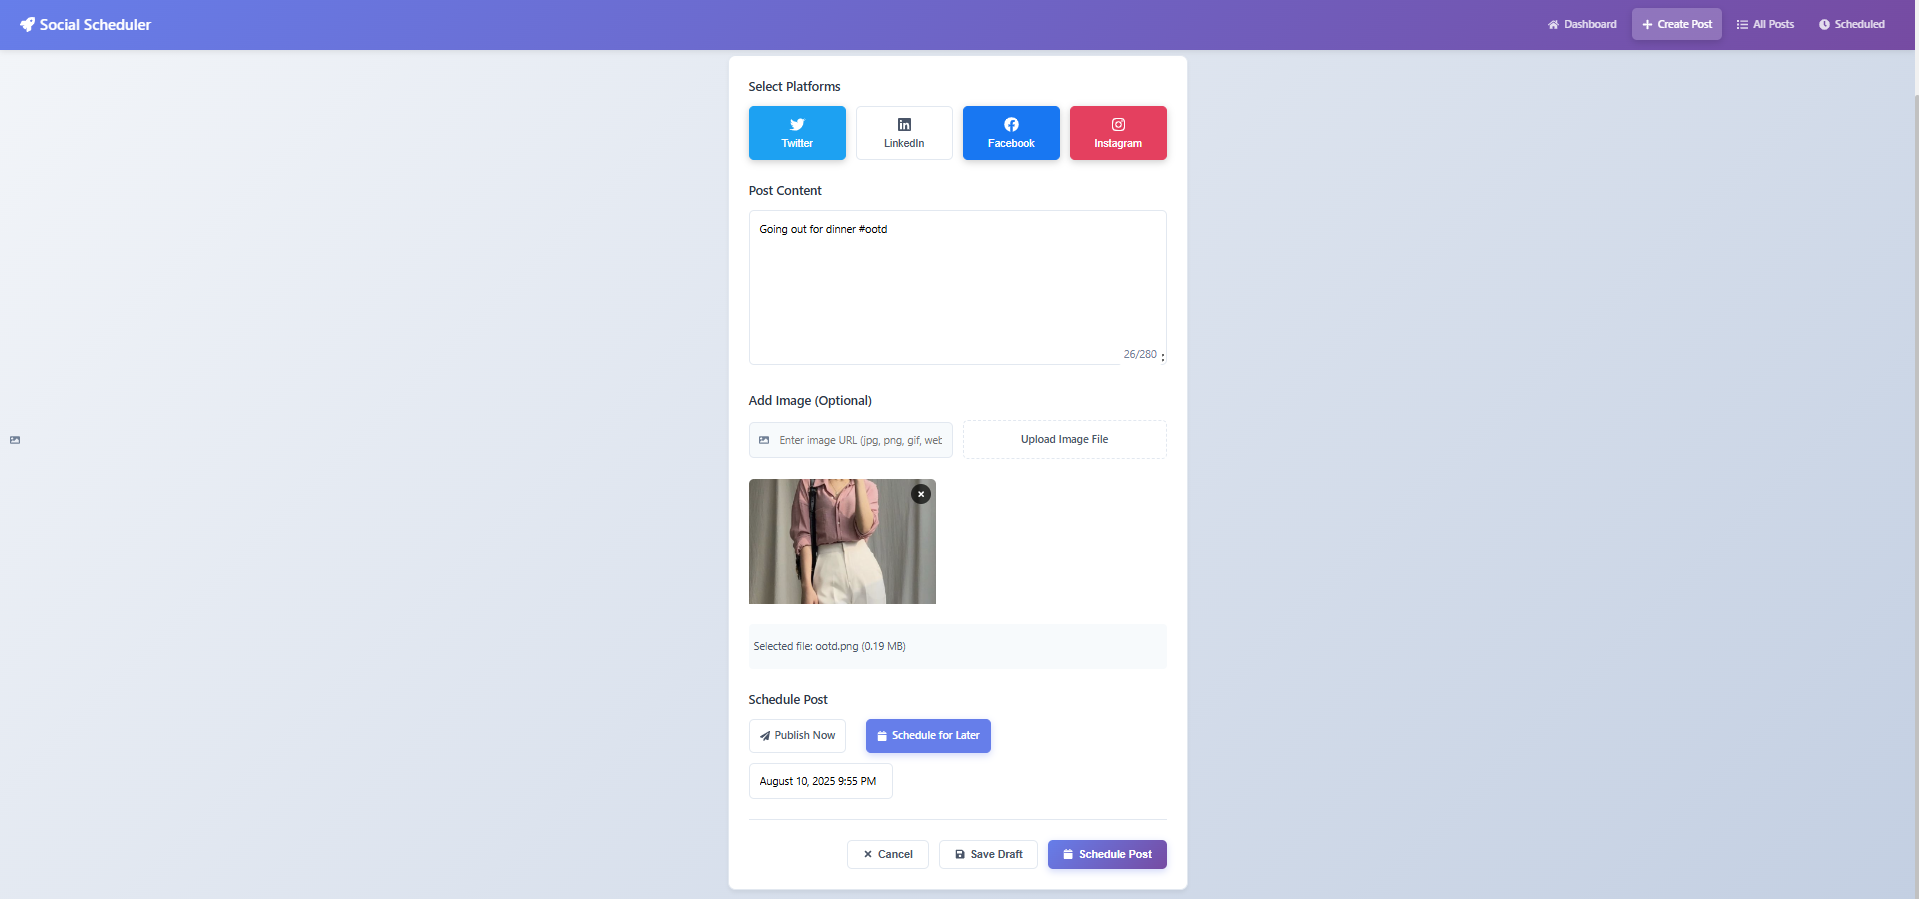 Social Scheduler
Dashboard
Create Post
All Posts
Scheduled
Select Platforms
Twitter
LinkedIn
Facebook
Instagram
Post Content
Going out for dinner #ootd
26/280
Add Image (Optional)
Enter image URL (jpg, png, gif, web
Upload Image File
Selected file: ootd.png (0.19 MB)
Schedule Post
Publish Now
Schedule for Later
August 10, 2025 9:55 PM
Cancel
Save Draft
Schedule Post